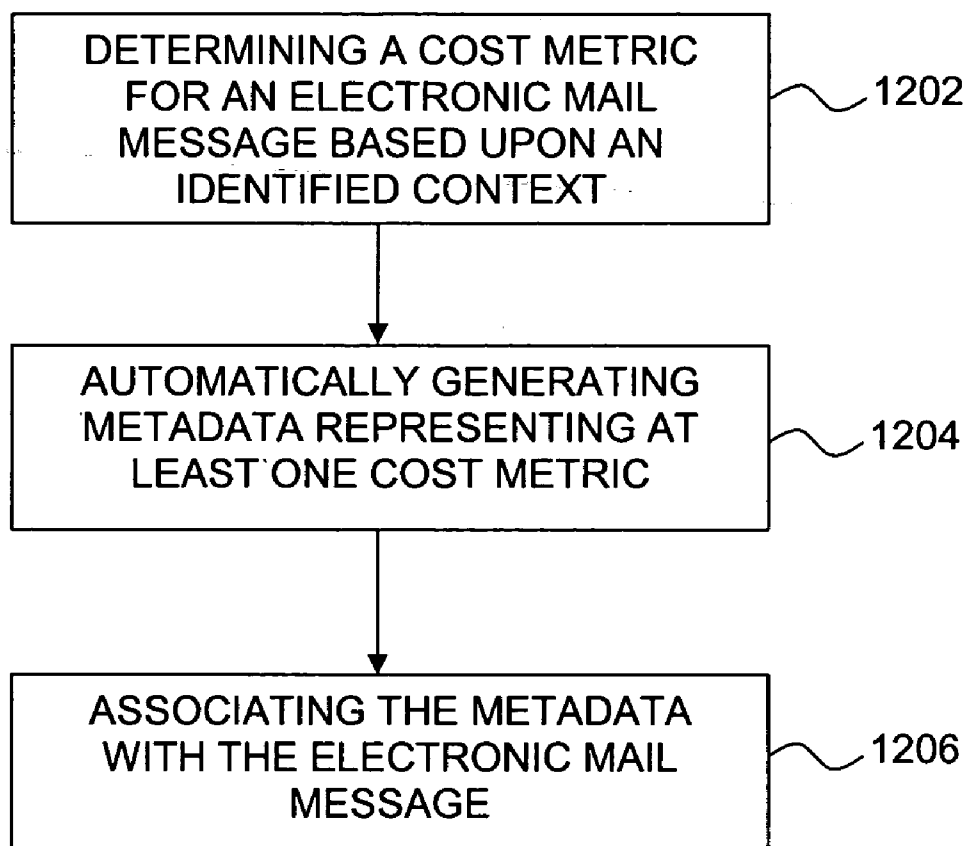 DETERMINING A COST METRIC
FOR AN ELECTRONIC MAIL
MESSAGE BASED UPON AN
IDENTIFIED CONTEXT
1202
AUTOMATICALLY GENERATING
METADATA REPRESENTING AT
LEAST ONE COST METRIC
1204
ASSOCIATING THE METADATA
WITH THE ELECTRONIC MAIL
MESSAGE
1206